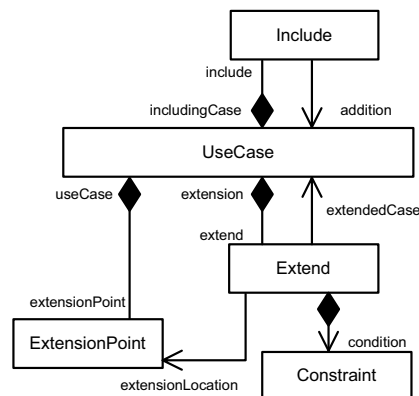 Include
include
includingCase
addition
UseCase
useCase
extension
extendedCase
extend
Extend
extensionPoint
ExtensionPoint
extensionLocation
condition
Constraint